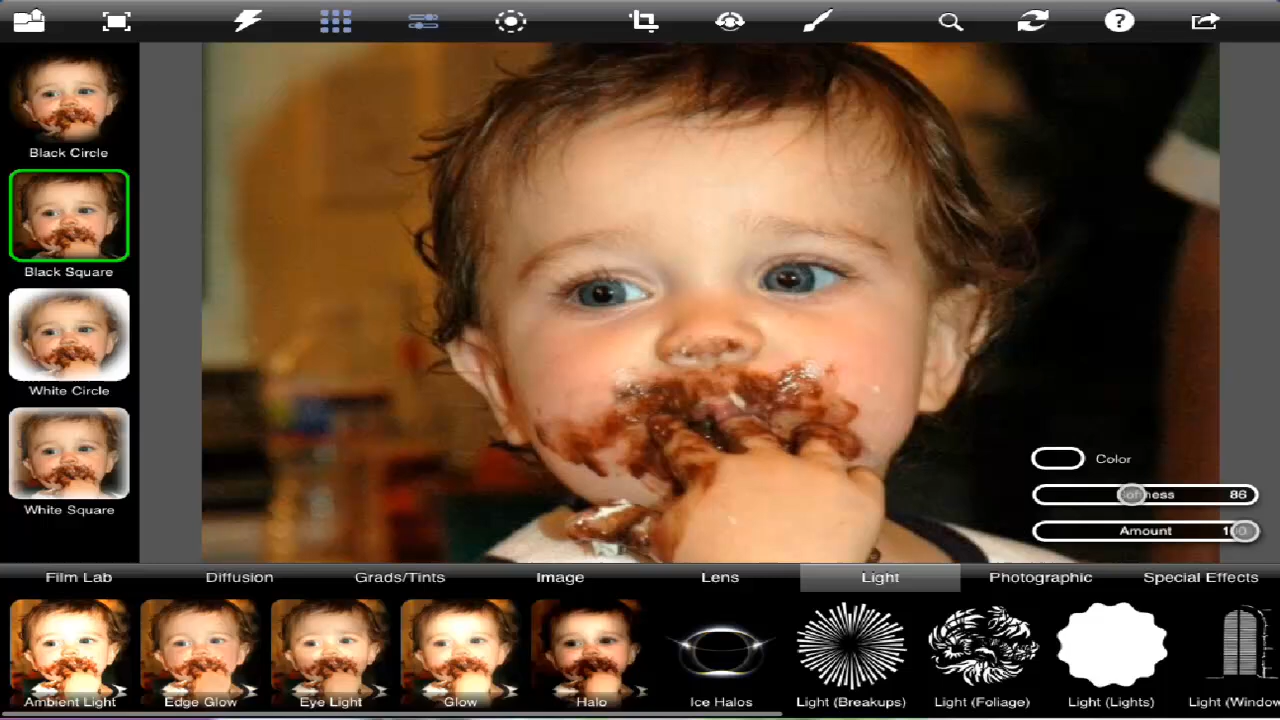 Black Circle
Black Square
White Circle
White Square
Color
86
Amount
Film Lab
Diffusion
Grads/Tints
Image
Lens
Light
Photographic
Special Effects
Ambient Light
Edge Glow
Eye Light
Glow
Halo
Ice Halos
Light (Breakups)
Light (Foliage)
Light (Lights)
Light